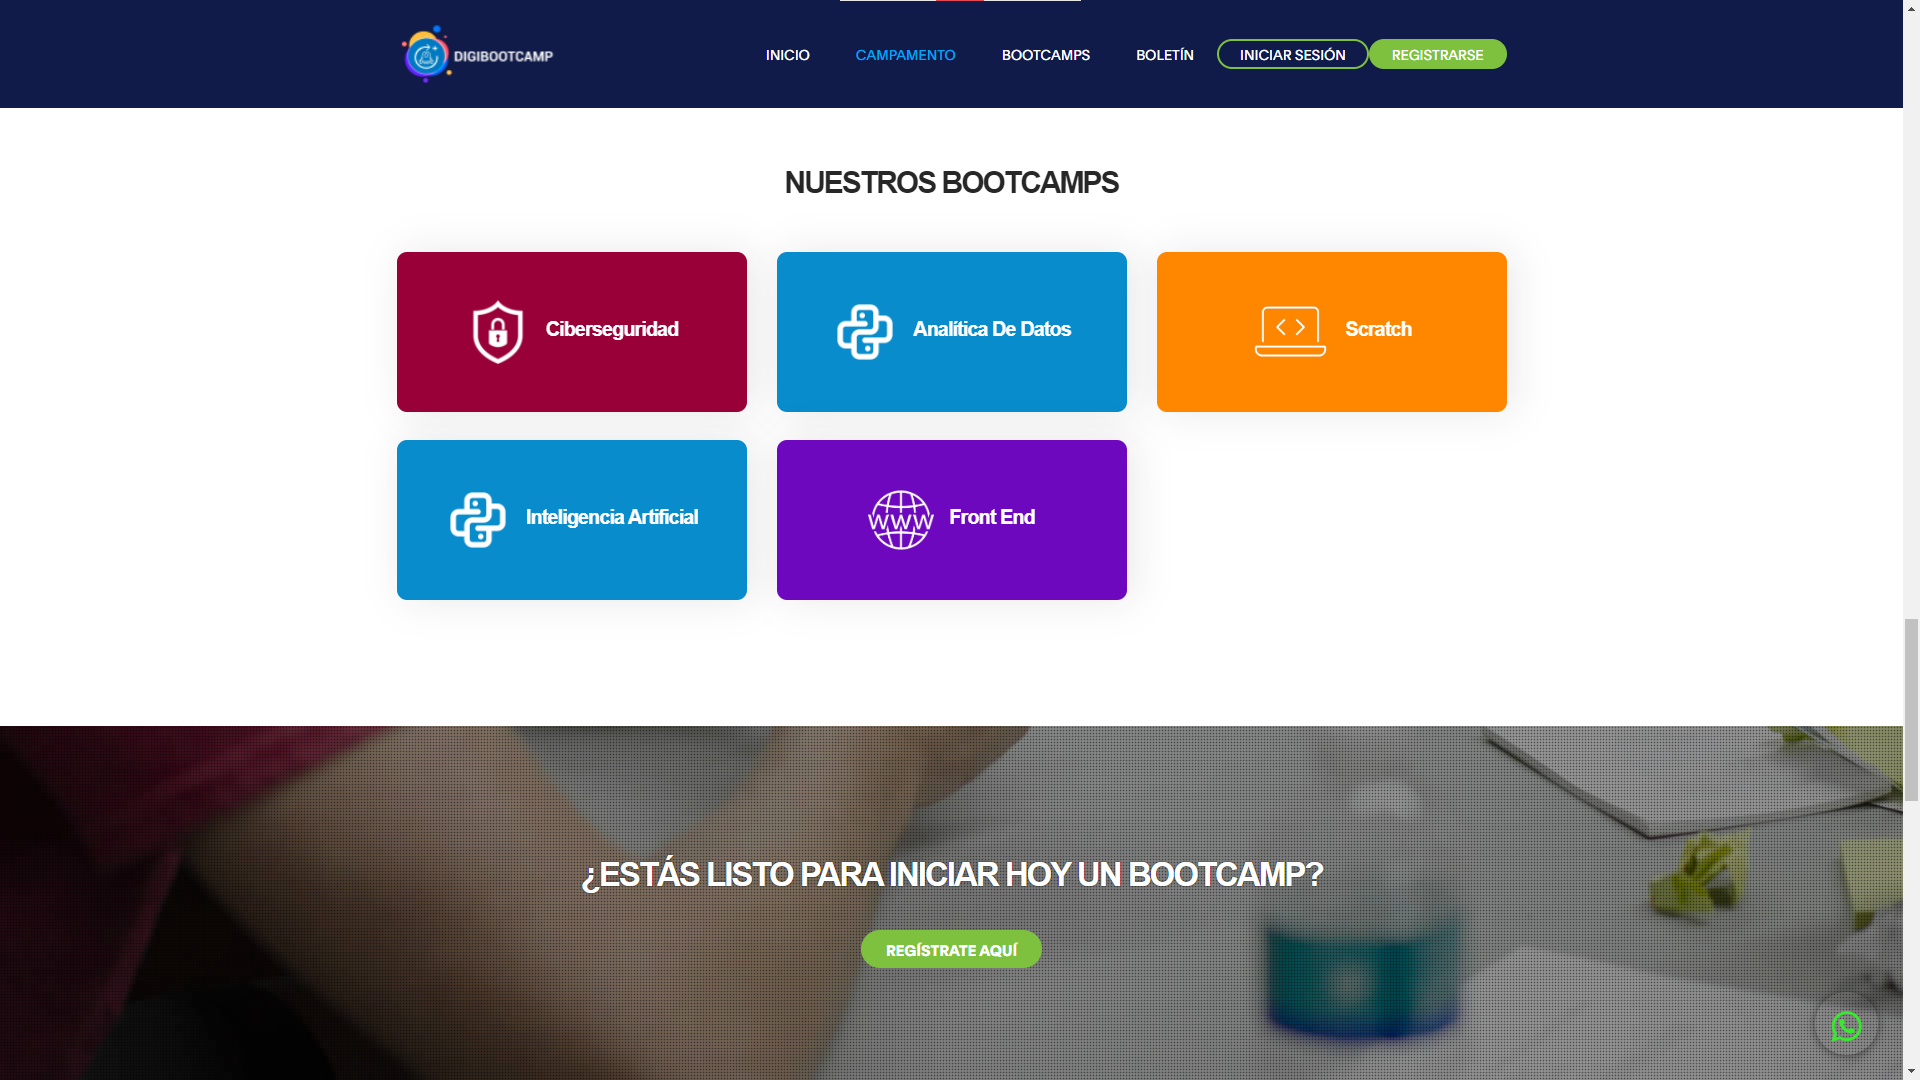 DIGIBOOTCAMP
INICIO
CAMPAMENTO
BOOTCAMPS
BOLETÍN
INICIAR SESIÓN
REGISTRARSE
NUESTROS BOOTCAMPS
Ciberseguridad
Analítica De Datos
Scratch
Inteligencia Artificial
WWW
Front End
¿ESTÁS LISTO PARA INICIAR HOY UN BOOTCAMP?
REGÍSTRATE AQUÍ